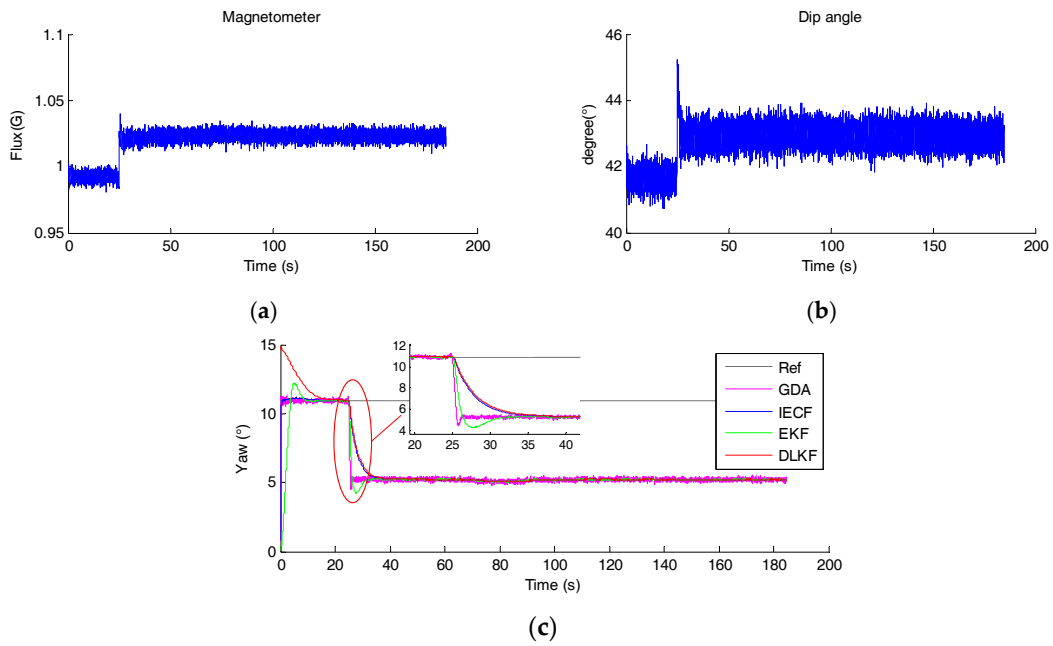 Magnetometer
1.1
1.05
1
0.95
Flux (G)
0
50
100
150
200
Time (s)
(a)
Dip angle
46
44
42
40
degree(°)
0
50
100
150
200
Time (s)
(b)
15
10
5
0
Yaw (°)
12
10
8
6
4
20
25
30
35
40
Ref
GDA
IECF
EKF
DLKF
0
20
40
60
80
100
120
140
160
180
200
Time (s)
(c)